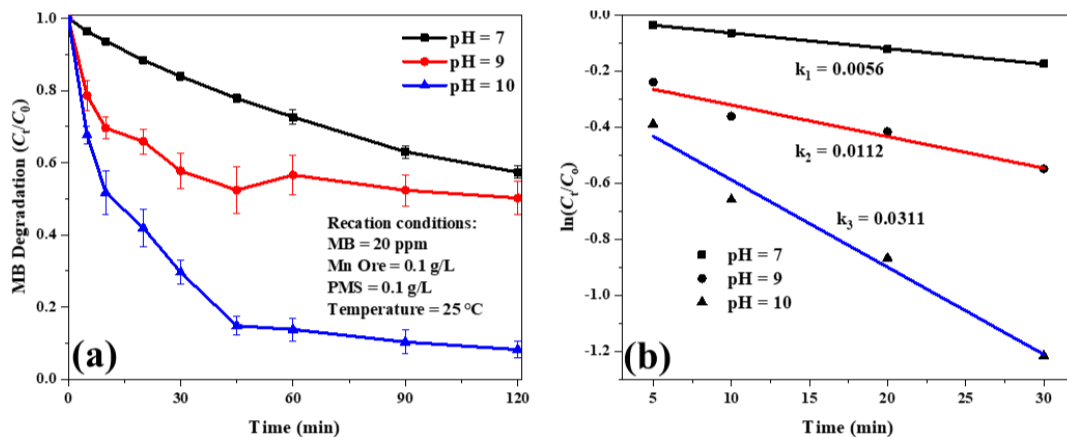 MB Degradation (Ct/C0)
1.0
0.8
0.6
0.4
0.2
0.0
pH = 7
pH = 9
pH = 10
Recation conditions:
MB = 20 ppm
Mn Ore = 0.1 g/L
PMS = 0.1 g/L
Temperature = 25 °C
(a)
0
30
60
90
120
Time (min)
ln(Ct/Co)
0.0
-0.2
-0.4
-0.6
-0.8
-1.0
-1.2
k1 = 0.0056
k2 = 0.0112
k3 = 0.0311
pH = 7
pH = 9
pH = 10
(b)
5
10
15
20
25
30
Time (min)